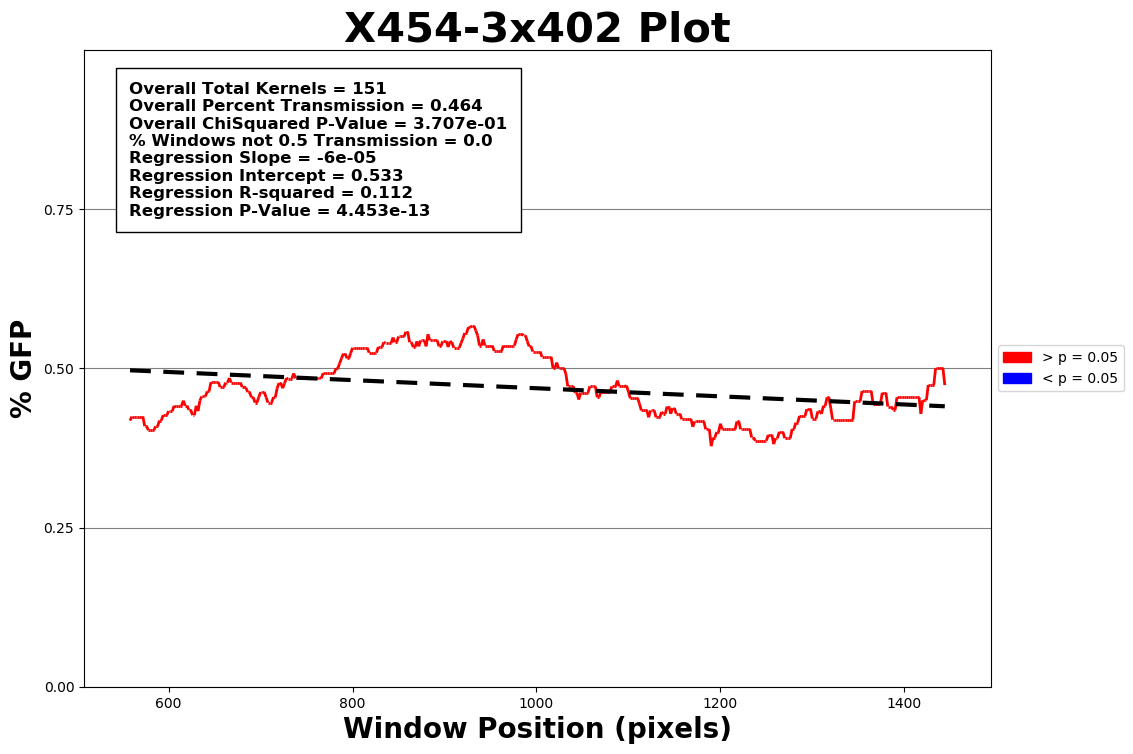 X454-3x402 Plot
Overall Total Kernels = 151
Overall Percent Transmission = 0.464
Overall ChiSquared P-Value = 3.707e-01
% Windows not 0.5 Transmission = 0.0
Regression Slope = -6e-05
Regression Intercept = 0.533
Regression R-squared = 0.112
Regression P-Value = 4.453e-13
% GFP
0.75
0.50
0.25
0.00
> p = 0.05
< p = 0.05
600 800 1000 1200 1400
Window Position (pixels)